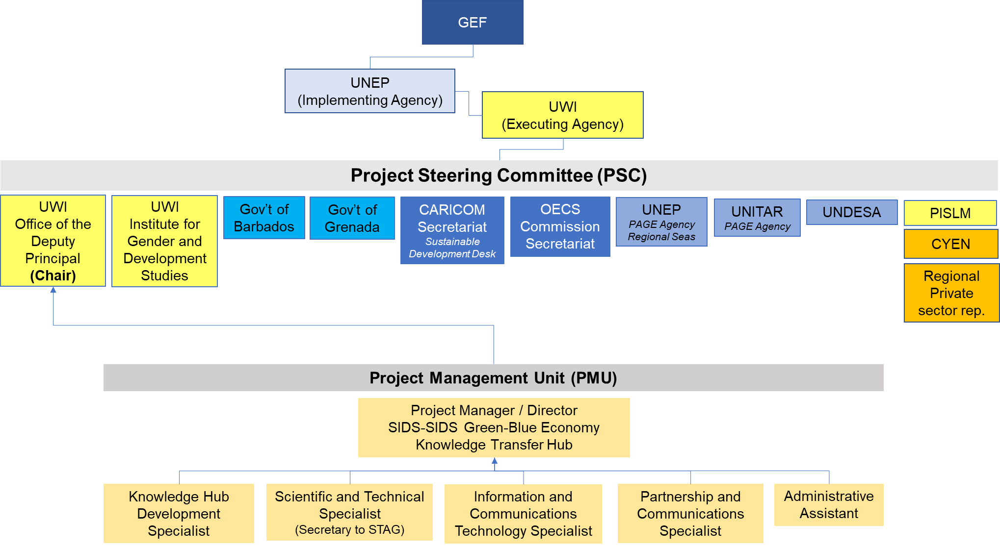 GEF
UNEP
(Implementing Agency)
UWI
(Executing Agency)
Project Steering Committee (PSC)
UWI
Office of the
Deputy
Principal
(Chair)
UWI
Institute for
Gender and
Development
Studies
Gov't of
Barbados
Gov't of
Grenada
CARICOM
Secretariat
Sustainable
Development Desk
OECS
Commission
Secretariat
UNEP
PAGE Agency
Regional Seas
UNITAR
PAGE Agency
UNDESA
PISLM
CYEN
Regional
Private
sector rep.
Project Management Unit (PMU)
Project Manager / Director
SIDS-SIDS Green-Blue Economy
Knowledge Transfer Hub
Knowledge Hub
Development
Specialist
Scientific and Technical
Specialist
(Secretary to STAG)
Information and
Communications
Technology Specialist
Partnership and
Communications
Specialist
Administrative
Assistant